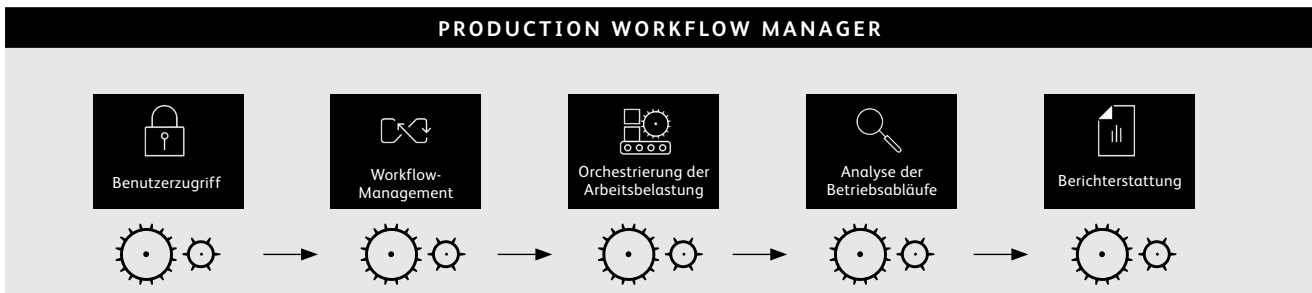 PRODUCTION WORKFLOW MANAGER
Benutzerzugriff
Workflow-
Management
Orchestrierung der
Arbeitsbelastung
Analyse der
Betriebsabläufe
Berichterstattung